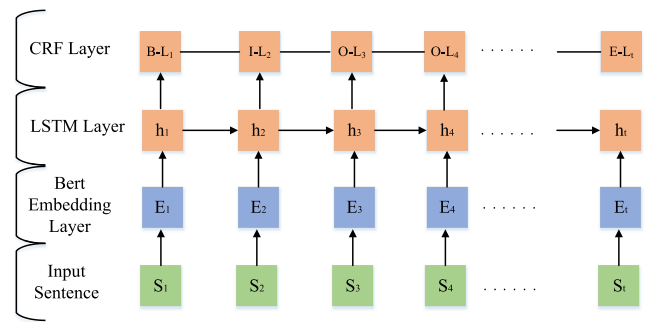 CRF Layer B-L₁ I-L₂ O-L₃ O-L₄ . . . . . . E-Lₜ
LSTM Layer h₁ h₂ h₃ h₄ . . . . . . hₜ
Bert
Embedding
Layer
E₁ E₂ E₃ E₄ . . . . . . Eₜ
Input
Sentence
S₁ S₂ S₃ S₄ . . . . . . Sₜ